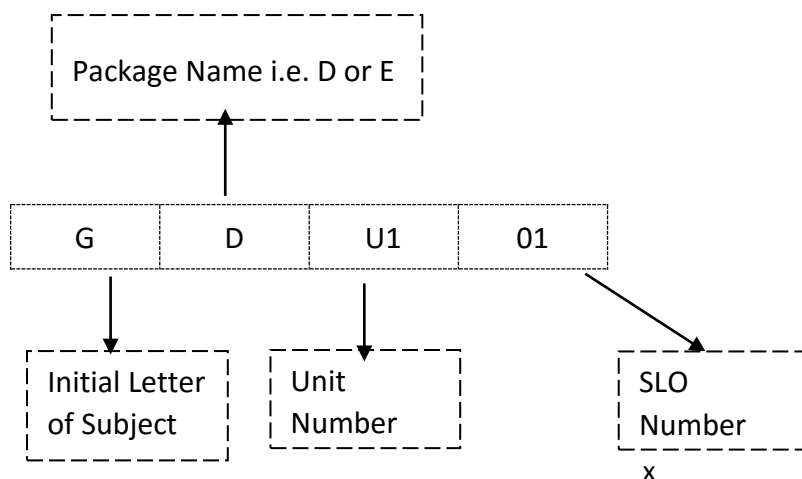 Package Name i.e. D or E
G D U1 01
Initial Letter
of Subject
Unit
Number
SLO
Number
x